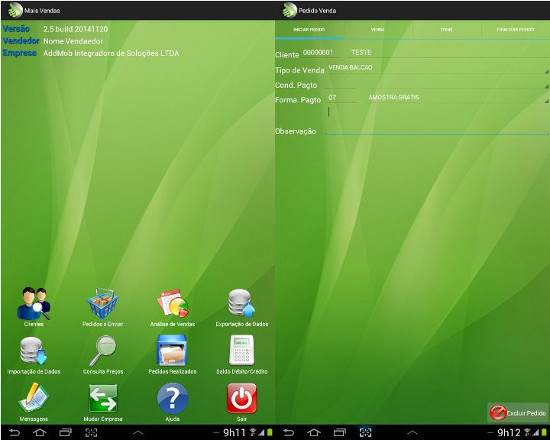 Mais Vendas
Versão 2.5 build 20141120
Vendedor Nome Vendaedor
Empresa AddMob Integradora de Soluções LTDA
Clientes Pedidos a Enviar Análise de Vendas Exportação de Dados
Importação de Dados Consulta Preços Pedidos Realizados Saldo Débito/Crédito
Mensagens Mudar Empresa Ajuda Sair
9h11
Pedido Venda
INICIAR PEDIDO VENDA ITENS FINALIZAR PEDIDO
Cliente 00000001 TESTE
Tipo de Venda VENDA BALCAO
Cond. Pagto
Forma. Pagto 07 AMOSTRA GRATIS
Observação
Excluir Pedido
9h12